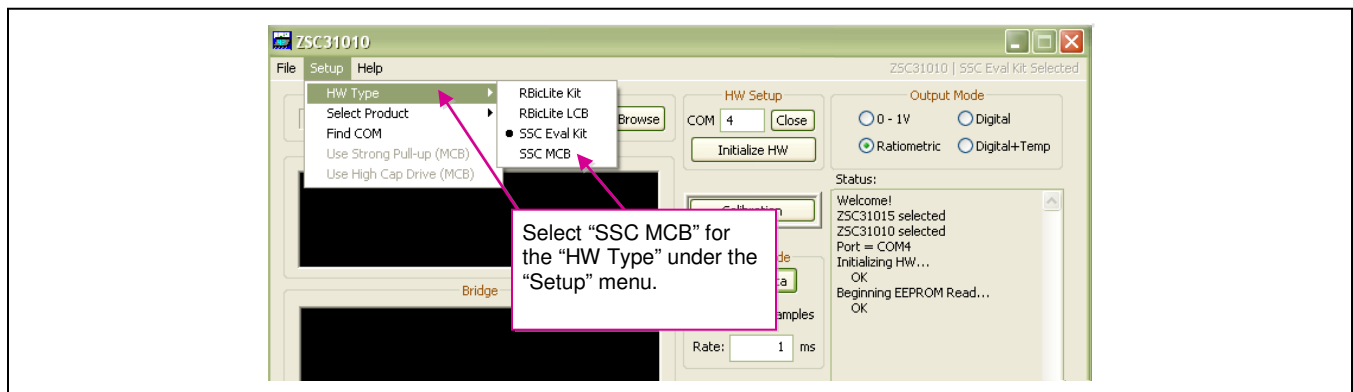 ZSC31010
File Setup Help
ZSC31010 | SSC Eval Kit Selected
HW Type
Select Product
Find COM
Use Strong Pull-up (MCB)
Use High Cap Drive (MCB)
RBicLite Kit
RBicLite LCB
SSC Eval Kit
SSC MCB
Browse
HW Setup
COM 4 Close
Initialize HW
Output Mode
0 - 1V Digital
Ratiometric Digital+Temp
Status:
Welcome!
ZSC31015 selected
ZSC31010 selected
Port = COM4
Initializing HW...
OK
Beginning EEPROM Read...
OK
Select “SSC MCB” for
the “HW Type” under the
“Setup” menu.
Bridge
Rate: 1 ms